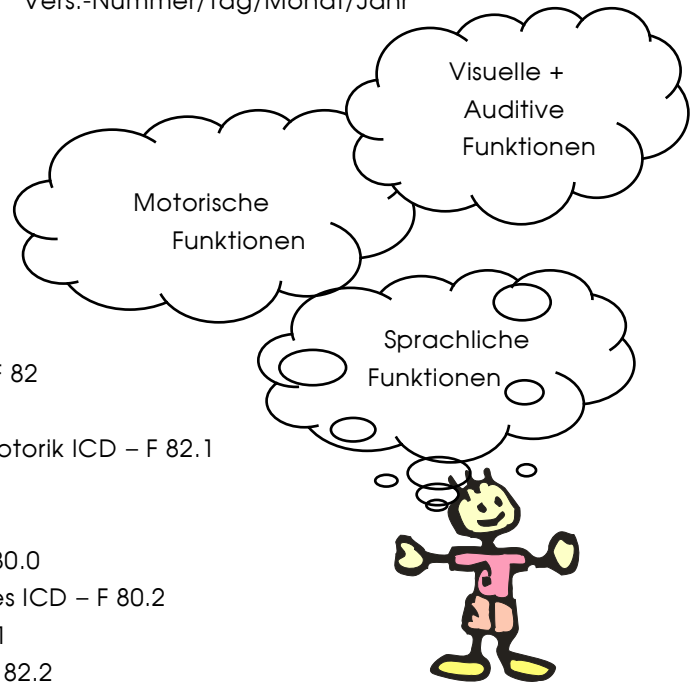 Vers.-Nummer/Tag/Monat/Jahr
Visuelle +
Auditive
Funktionen
Motorische
Funktionen
Sprachliche
Funktionen
F 82
otorik ICD – F 82.1
80.0
es ICD – F 80.2
1
82.2